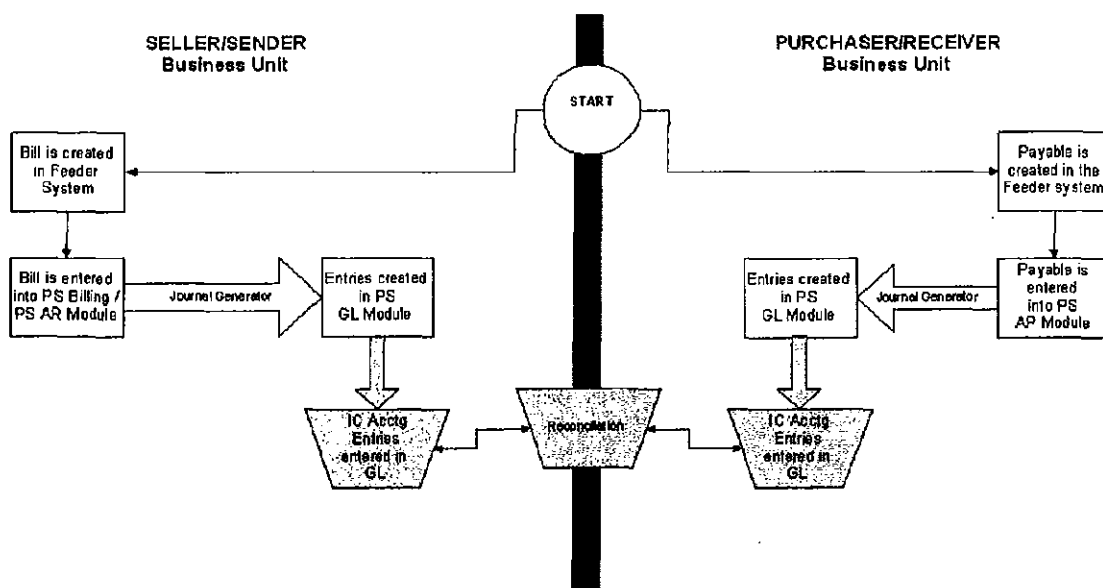 SELLER/SENDER
Business Unit
PURCHASER/RECEIVER
Business Unit
START
Bill is created
in Feeder
System
Payable is
created in the
Feeder system
Bill is entered
into PS Billing /
PS AR Module
Journal Generator
Entries created
in PS
GL Module
Entries created
in PS
GL Module
Journal Generator
Payable is
entered
into PS
AP Module
IC Acctg
Entries
entered in
GL
Reconciliation
IC Acctg
Entries
entered in
GL